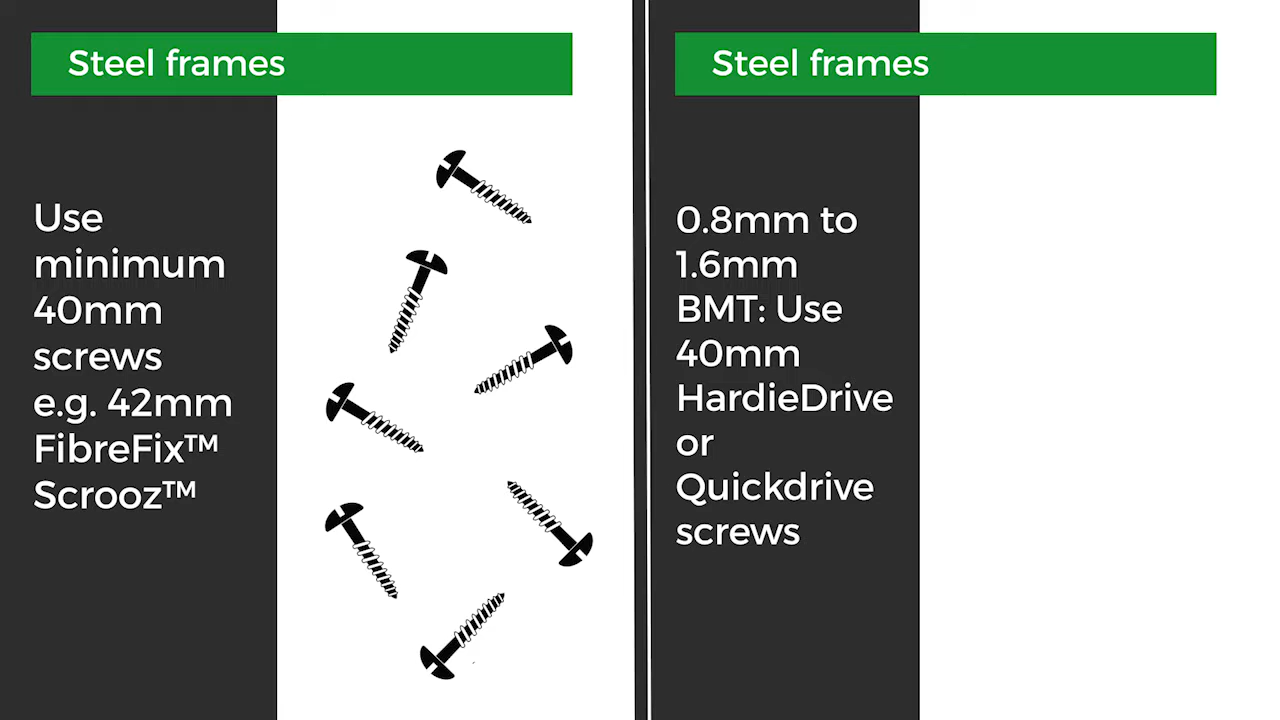 Steel frames
Use
minimum
40mm
screws
e.g. 42mm
FibreFix™
Scrooz™
Steel frames
0.8mm to
1.6mm
BMT: Use
40mm
HardieDrive
or
Quickdrive
screws